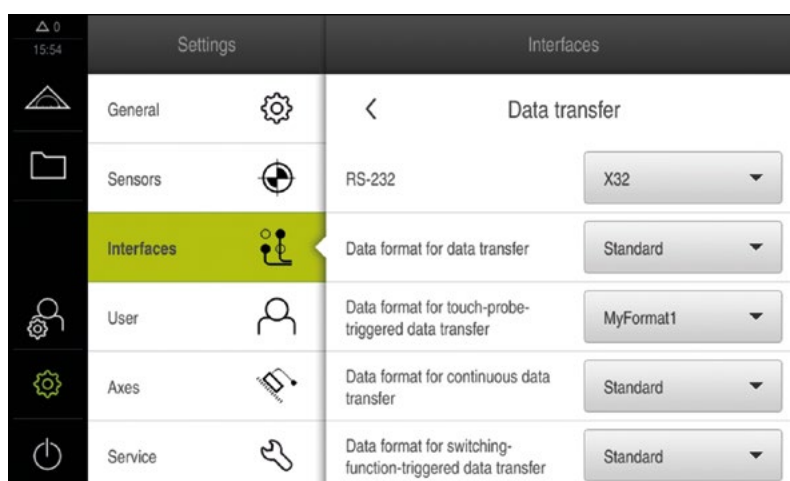 0
15:54
Settings
Interfaces
General
Sensors
Interfaces
User
Axes
Service
Data transfer
RS-232
X32
Data format for data transfer
Standard
Data format for touch-probe-
triggered data transfer
MyFormat1
Data format for continuous data
transfer
Standard
Data format for switching-
function-triggered data transfer
Standard